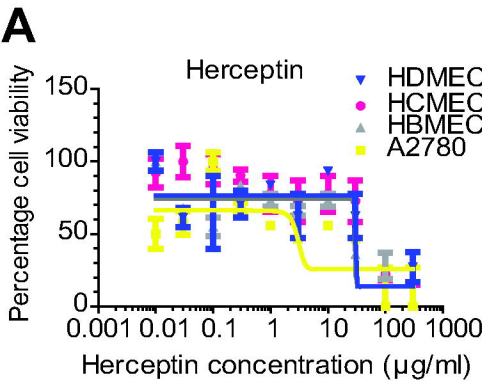 A
Herceptin
HDMEC
HCMEC
HBMEC
A2780
Percentage cell viability
150
100
50
0
0.001 0.01 0.1 1 10 100 1000
Herceptin concentration (µg/ml)